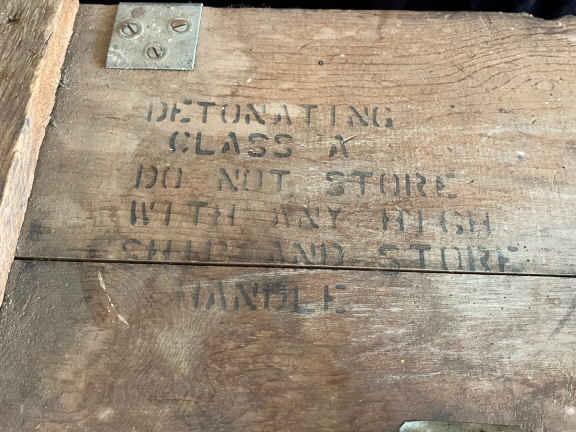 DETONATING
CLASS A
DO NOT STORE
WITH ANY HIGH
SHIP AND STORE
HANDLE